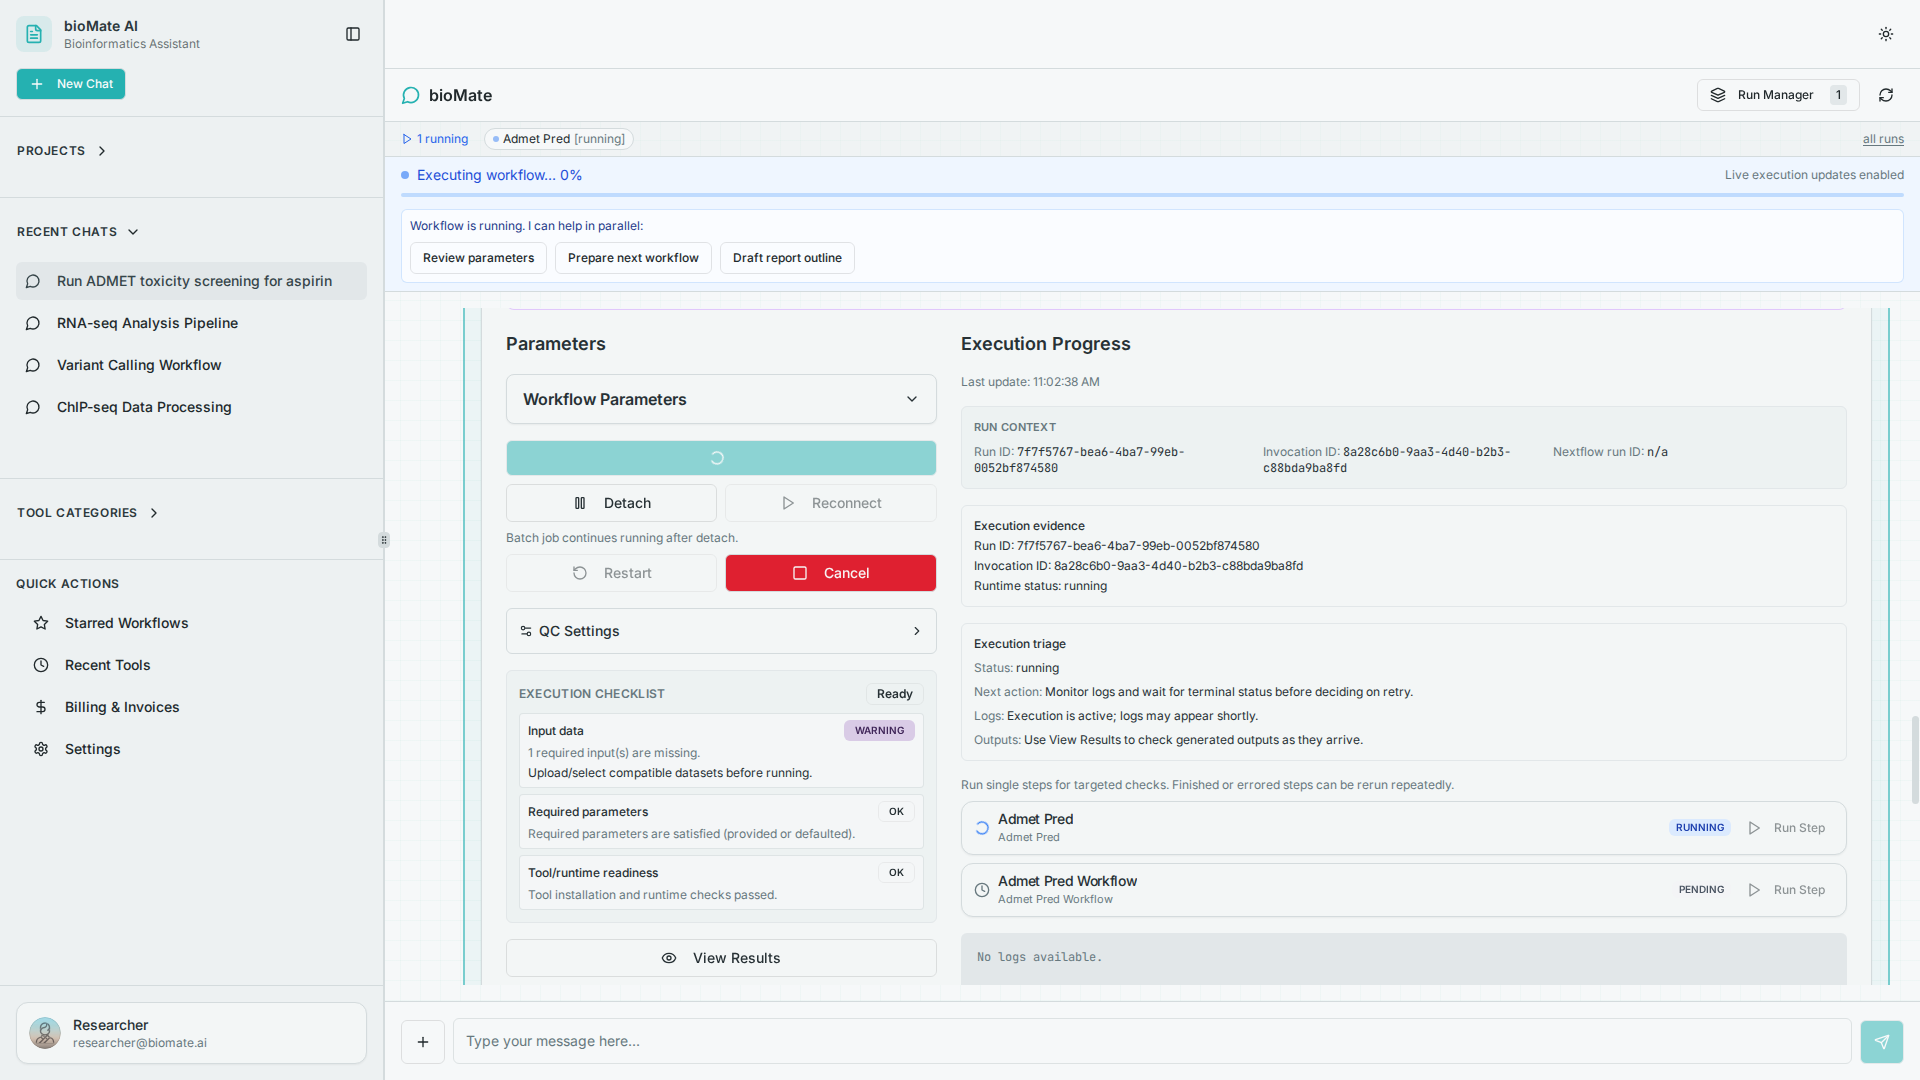 bioMate AI
Bioinformatics Assistant
New Chat
PROJECTS
RECENT CHATS
Run ADMET toxicity screening for aspirin
RNA-seq Analysis Pipeline
Variant Calling Workflow
ChIP-seq Data Processing
TOOL CATEGORIES
QUICK ACTIONS
Starred Workflows
Recent Tools
Billing & Invoices
Settings
Researcher
researcher@biomate.ai
bioMate
Run Manager 1
1 running
Admet Pred [running]
all runs
Executing workflow... 0%
Live execution updates enabled
Workflow is running. I can help in parallel:
Review parameters
Prepare next workflow
Draft report outline
Parameters
Workflow Parameters
Detach
Reconnect
Batch job continues running after detach.
Restart
Cancel
QC Settings
EXECUTION CHECKLIST
Ready
Input data
WARNING
1 required input(s) are missing.
Upload/select compatible datasets before running.
Required parameters
OK
Required parameters are satisfied (provided or defaulted).
Tool/runtime readiness
OK
Tool installation and runtime checks passed.
View Results
Execution Progress
Last update: 11:02:38 AM
RUN CONTEXT
Run ID: 7f7f5767-bea6-4ba7-99eb-
0052bf874580
Invocation ID: 8a28c6b0-9aa3-4d40-b2b3-
c88bda9ba8fd
Nextflow run ID: n/a
Execution evidence
Run ID: 7f7f5767-bea6-4ba7-99eb-0052bf874580
Invocation ID: 8a28c6b0-9aa3-4d40-b2b3-c88bda9ba8fd
Runtime status: running
Execution triage
Status: running
Next action: Monitor logs and wait for terminal status before deciding on retry.
Logs: Execution is active; logs may appear shortly.
Outputs: Use View Results to check generated outputs as they arrive.
Run single steps for targeted checks. Finished or errored steps can be rerun repeatedly.
Admet Pred
Admet Pred
RUNNING
Run Step
Admet Pred Workflow
Admet Pred Workflow
PENDING
Run Step
No logs available.
Type your message here...